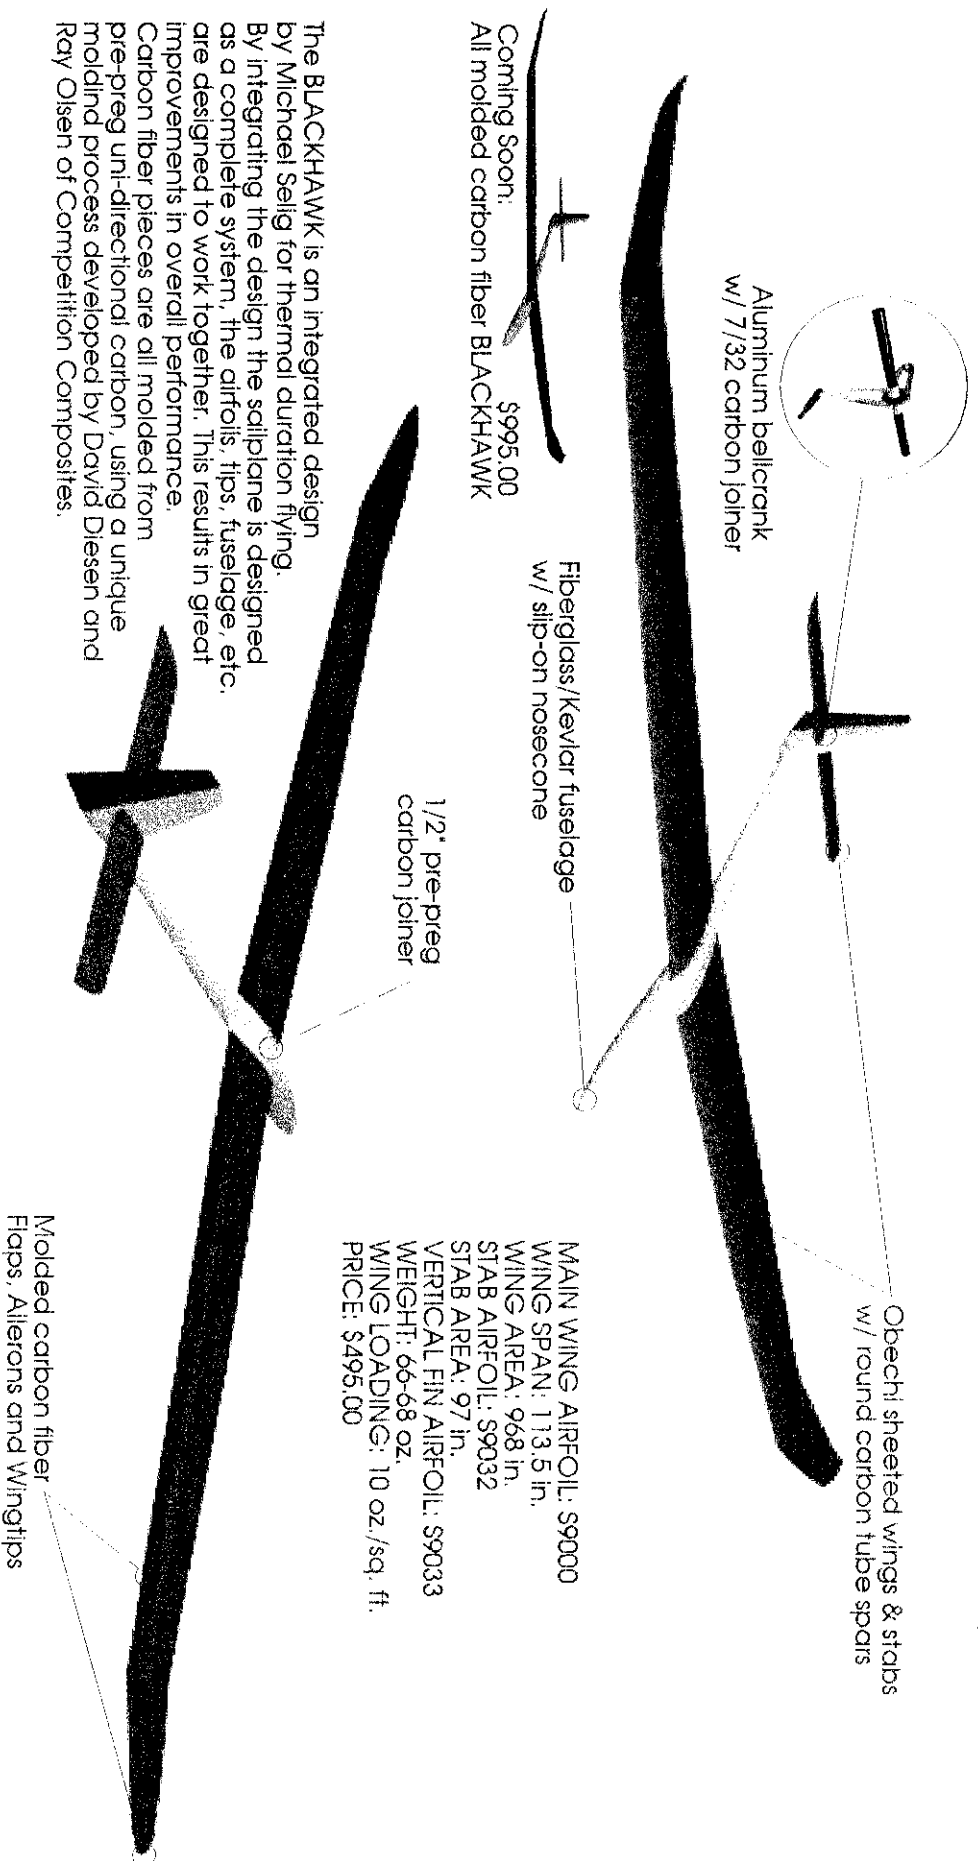 Aluminum bellcrank
w/ 7/32 carbon joiner
Obechi sheeted wings & stabs
w/ round carbon tube spars
Coming Soon:
$995.00
All molded carbon fiber BLACKHAWK
Fiberglass/Kevlar fuselage
w/ slip-on nosecone
MAIN WING AIRFOIL: S9000
WING SPAN: 113.5 in.
WING AREA: 968 in.
STAB AIRFOIL: S9032
STAB AREA: 97 in.
VERTICAL FIN AIRFOIL: S9033
WEIGHT: 66-68 oz.
WING LOADING: 10 oz./sq. ft.
PRICE: $495.00
1/2" pre-preg
carbon joiner
The BLACKHAWK is an integrated design
by Michael Selig for thermal duration flying.
By integrating the design the sailplane is designed
as a complete system, the airfoils, tips, fuselage, etc.
are designed to work together. This results in great
improvements in overall performance.
Carbon fiber pieces are all molded from
pre-preg uni-directional carbon, using a unique
moldind process developed by David Diesen and
Ray Olsen of Competition Composites.
Molded carbon fiber
Flaps, Ailerons and Wingtips